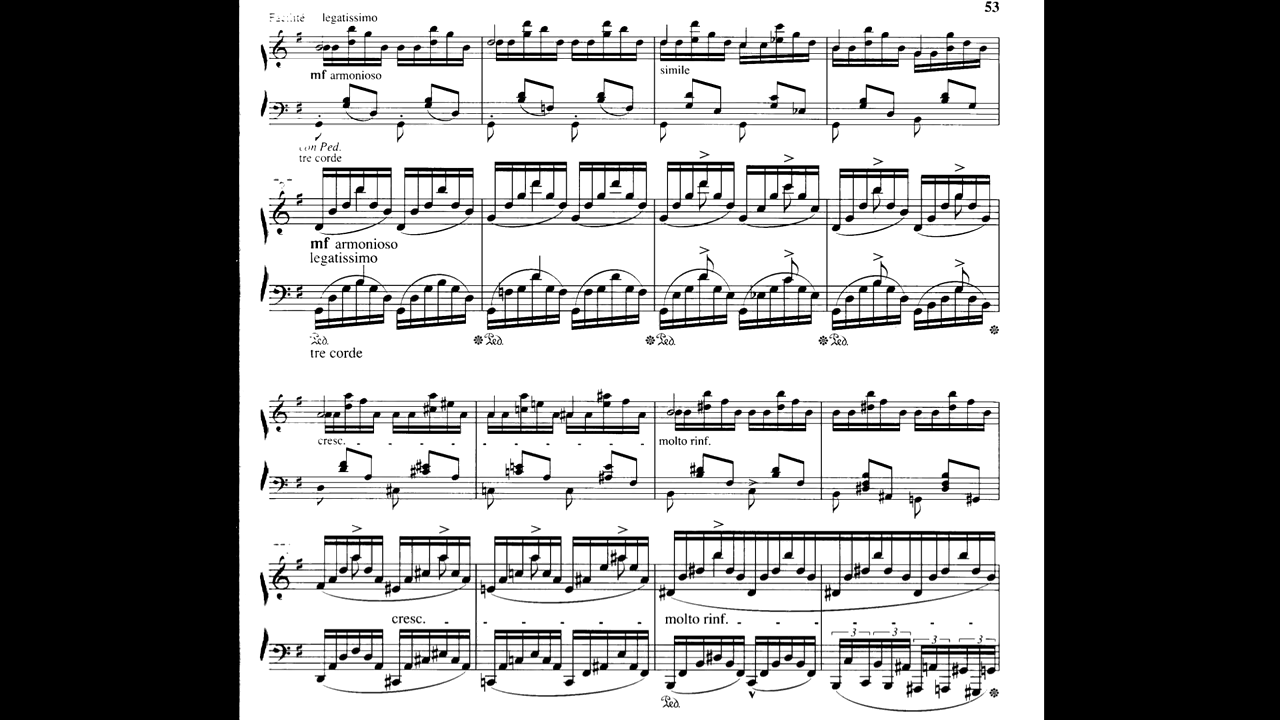 53
legatissimo
mf armonioso
simile
con Ped.
tre corde
mf armonioso
legatissimo
Ped. Ped. Ped. Ped.
tre corde
cresc. molto rinf.
cresc. molto rinf.
3 3 3 3
Ped.